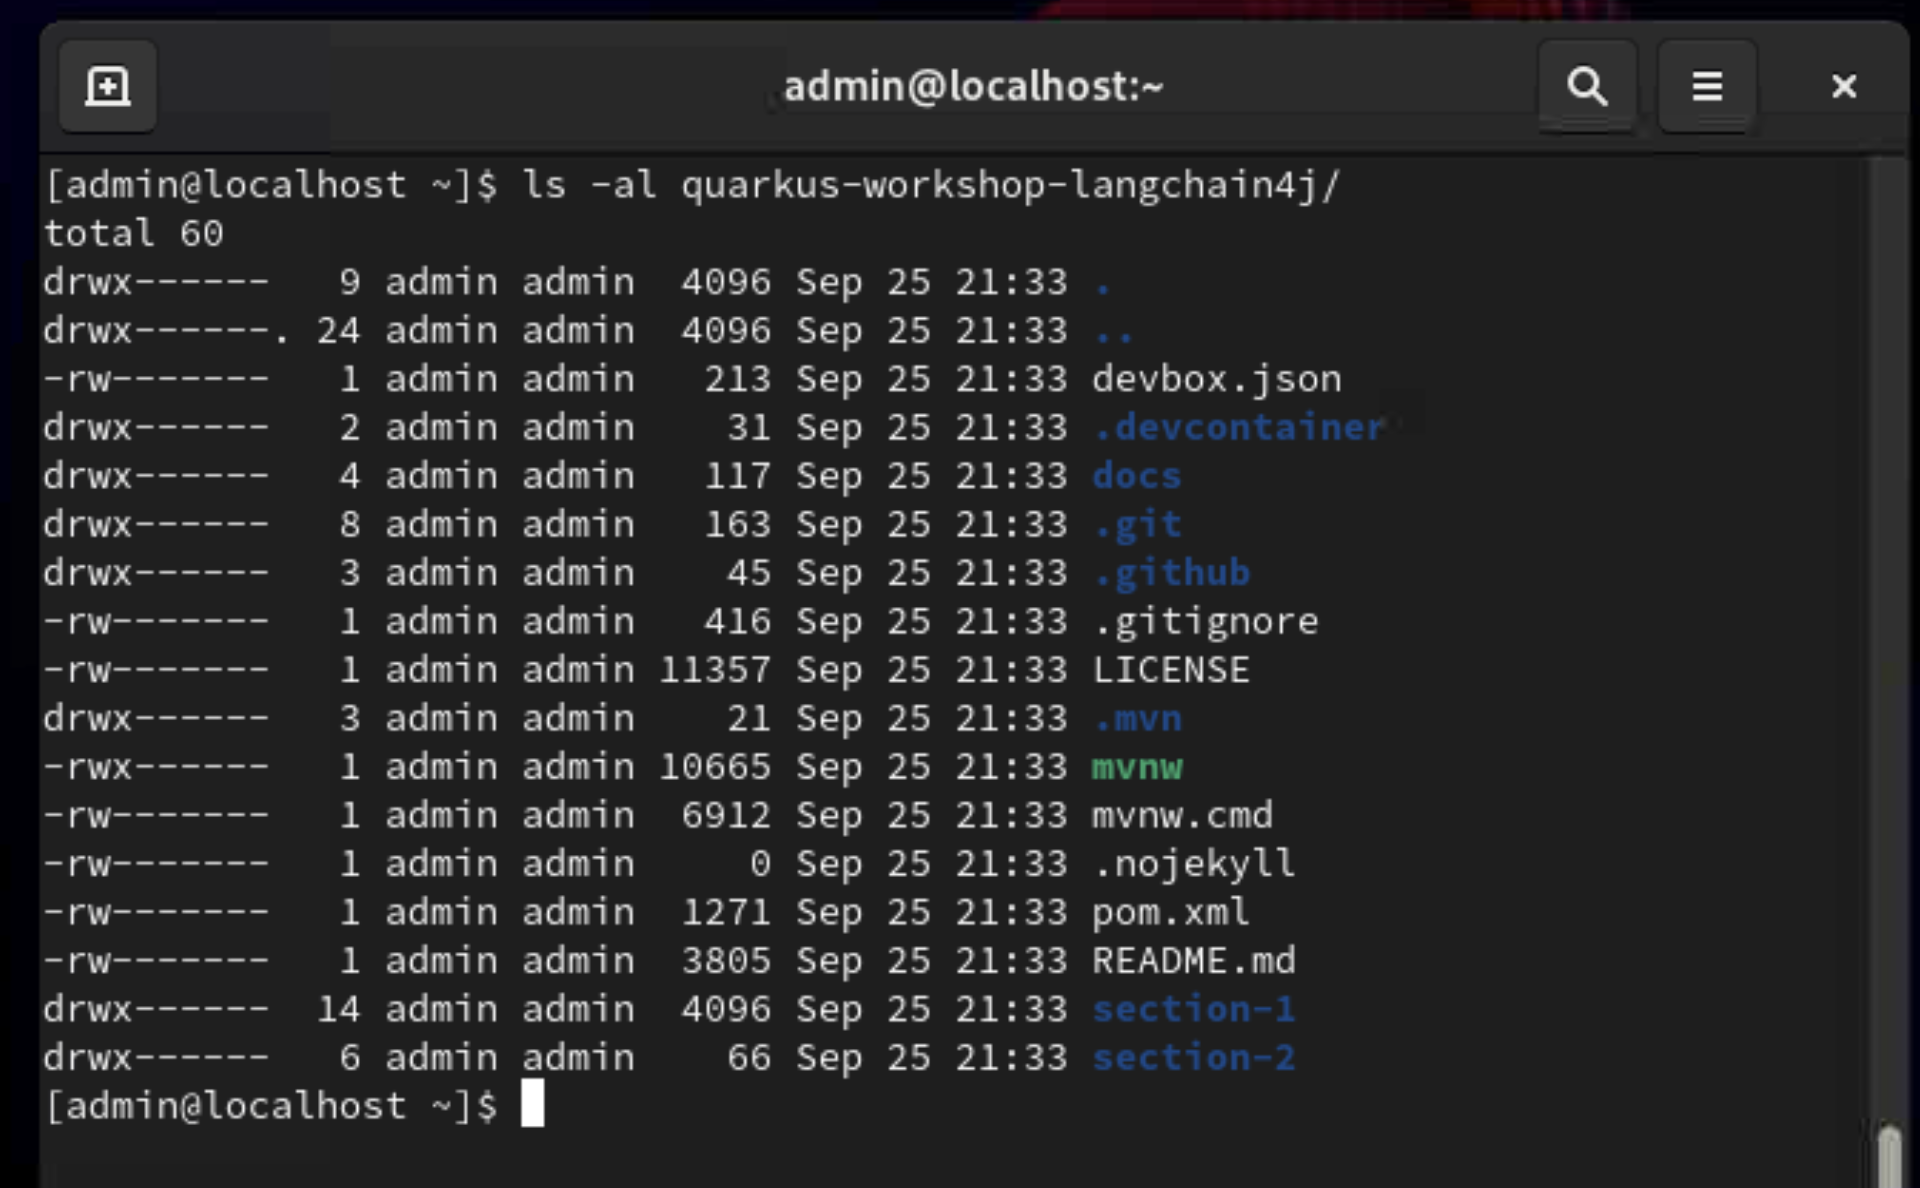 admin@localhost:~
[admin@localhost ~]$ ls -al quarkus-workshop-langchain4j/
total 60
drwx------   9 admin admin  4096 Sep 25 21:33 .
drwx------. 24 admin admin  4096 Sep 25 21:33 ..
-rw-------   1 admin admin   213 Sep 25 21:33 devbox.json
drwx------   2 admin admin    31 Sep 25 21:33 .devcontainer
drwx------   4 admin admin   117 Sep 25 21:33 docs
drwx------   8 admin admin   163 Sep 25 21:33 .git
drwx------   3 admin admin    45 Sep 25 21:33 .github
-rw-------   1 admin admin   416 Sep 25 21:33 .gitignore
-rw-------   1 admin admin 11357 Sep 25 21:33 LICENSE
drwx------   3 admin admin    21 Sep 25 21:33 .mvn
-rwx------   1 admin admin 10665 Sep 25 21:33 mvnw
-rw-------   1 admin admin  6912 Sep 25 21:33 mvnw.cmd
-rw-------   1 admin admin     0 Sep 25 21:33 .nojekyll
-rw-------   1 admin admin  1271 Sep 25 21:33 pom.xml
-rw-------   1 admin admin  3805 Sep 25 21:33 README.md
drwx------  14 admin admin  4096 Sep 25 21:33 section-1
drwx------   6 admin admin    66 Sep 25 21:33 section-2
[admin@localhost ~]$